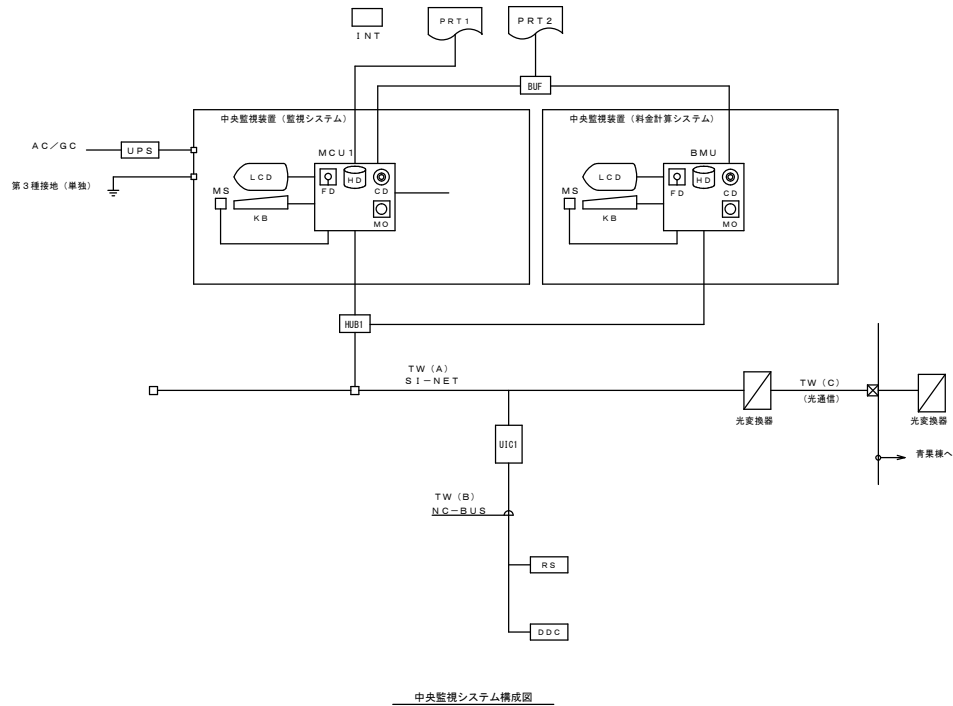 ＰＲＴ１
ＰＲＴ２
ＩＮＴ
BUF
中央監視装置（監視システム）
中央監視装置（料金計算システム）
ＡＣ／ＧＣ
ＵＰＳ
ＭＣＵ１
ＢＭＵ
ＬＣＤ
ＦＤ
ＨＤ
ＣＤ
ＬＣＤ
ＦＤ
ＨＤ
ＣＤ
第３種接地（単独）
ＭＳ
ＫＢ
ＭＯ
ＭＳ
ＫＢ
ＭＯ
HUB1
ＴＷ（Ａ）
ＳＩ－ＮＥＴ
ＴＷ（Ｃ）
（光通信）
光変換器
光変換器
UIC1
青果棟へ
ＴＷ（Ｂ）
ＮＣ－ＢＵＳ
ＲＳ
ＤＤＣ
中央監視システム構成図